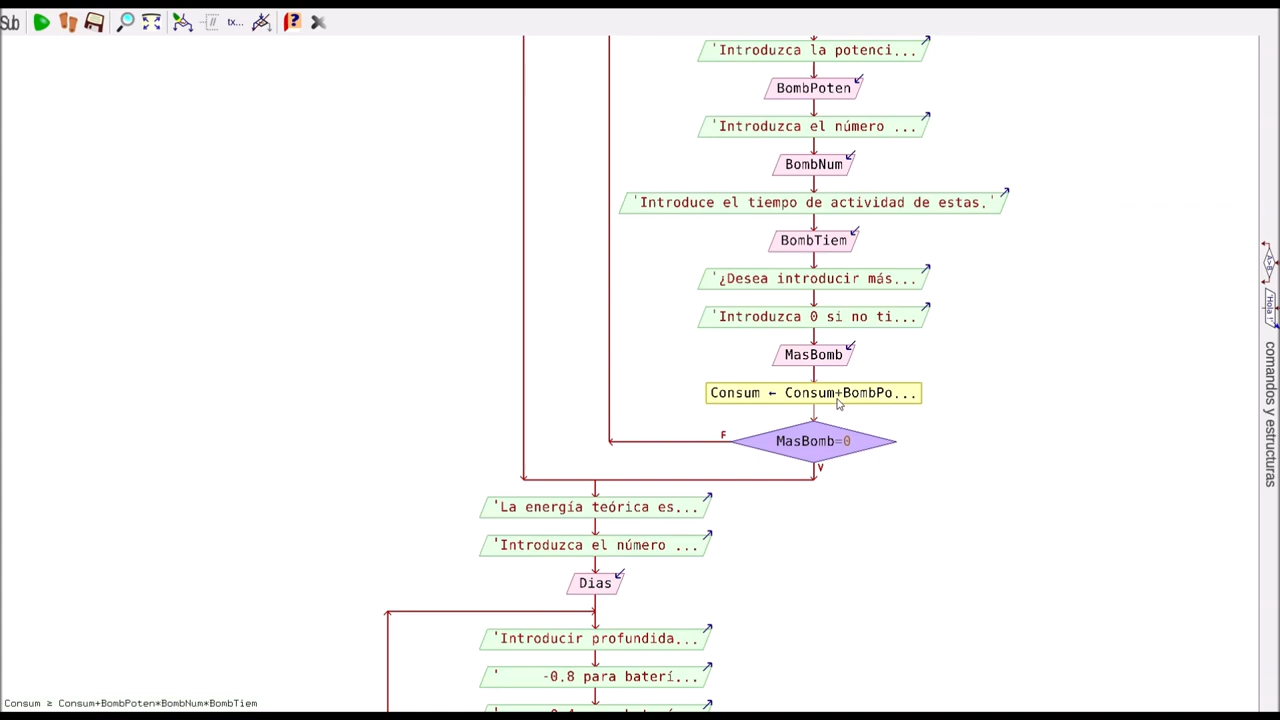 Sub
tx...
'Introduzca la potenci...
BombPoten
'Introduzca el número ...
BombNum
'Introduce el tiempo de actividad de estas.'
BombTiem
'¿Desea introducir más...
'Introduzca 0 si no ti...
MasBomb
Consum ← Consum+BombPo...
MasBomb=0
F
V
'La energía teórica es...
'Introduzca el número ...
Dias
'Introducir profundida...
'     -0.8 para baterí...
A>B
'Hola !'
comandos y estructuras
Consum ≥ Consum+BombPoten*BombNum*BombTiem